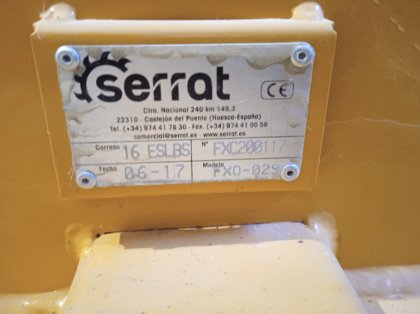 serrat
CE
Ctra. Nacional 240 km 149,3
22310 - Castejón del Puente (Huesca-España)
Tel. (+34) 974 41 78 30 - Fax. (+34) 974 41 00 59
comercial@serrat.es - www.serrat.es
Correas 16 ESLBS Nº FXC200117
Fecha 06-17 Modelo FX0-029